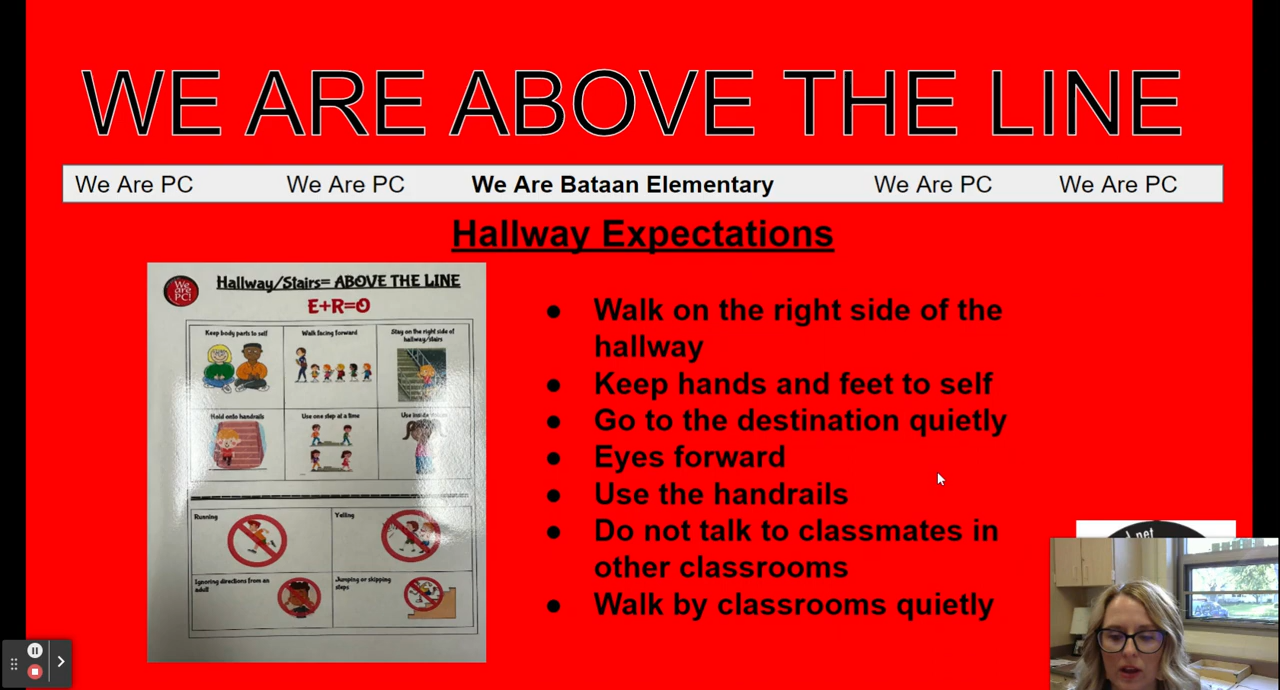 WE ARE ABOVE THE LINE
We Are PC We Are PC We Are Bataan Elementary We Are PC We Are PC
Hallway Expectations
We are PC!
Hallway/Stairs= ABOVE THE LINE
E+R=O
Keep body parts to self
Walk facing forward
Stay on the right side of
hallway/stairs
Hold onto handrails
Use one step at a time
Use inside
Running
Yelling
Ignoring directions from an
adult
Jumping or skipping
steps
● Walk on the right side of the
hallway
● Keep hands and feet to self
● Go to the destination quietly
● Eyes forward
● Use the handrails
● Do not talk to classmates in
other classrooms
● Walk by classrooms quietly